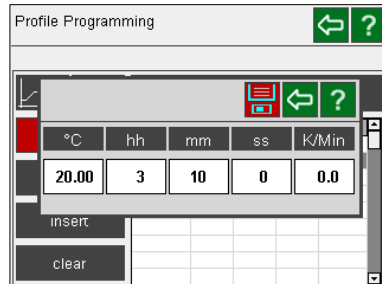 Profile Programming
?
?
°C hh mm ss K/Min
20.00 3 10 0 0.0
insert
clear